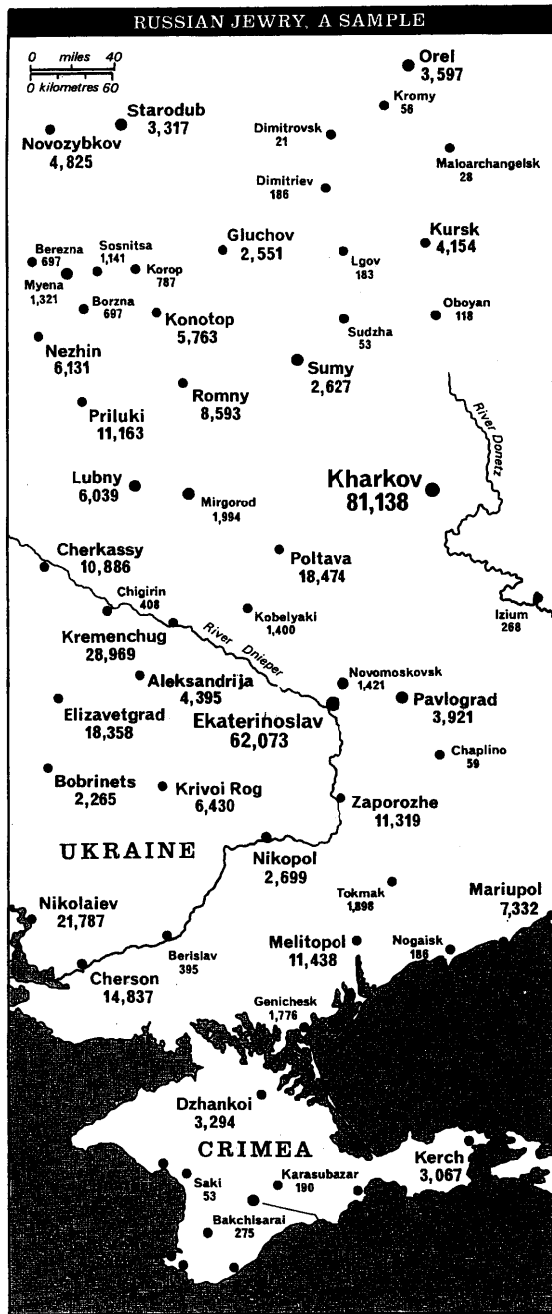 RUSSIAN JEWRY, A SAMPLE
0 miles 40
0 kilometres 60
Orel
3,597
Kromy
58
Starodub
3,317
Novozybkov
4,825
Dimitrovsk
21
Maloarchangelsk
28
Dimitriev
186
Kursk
4,154
Gluchov
2,551
Lgov
183
Berezna
697
Sosnitsa
1,141
Korop
787
Myena
1,321
Borzna
697
Konotop
5,763
Oboyan
118
Sudzha
53
Nezhin
6,131
Sumy
2,627
Romny
8,593
Priluki
11,163
River Donetz
Lubny
6,039
Mirgorod
1,994
Kharkov
81,138
Cherkassy
10,886
Poltava
18,474
Chigirin
408
Kobelyaki
1,400
Izium
268
Kremenchug
28,969
River Dnieper
Aleksandrija
4,395
Novomoskovsk
1,421
Pavlograd
3,921
Elizavetgrad
18,358
Ekaterinoslav
62,073
Chaplino
59
Bobrinets
2,265
Krivoi Rog
6,430
Zaporozhe
11,319
UKRAINE
Nikopol
2,699
Tokmak
1,898
Mariupol
7,332
Nikolaiev
21,787
Berislav
395
Melitopol
11,438
Nogaisk
186
Cherson
14,837
Genichesk
1,776
Dzhankoi
3,294
CRIMEA
Kerch
3,067
Saki
53
Karasubazar
190
Bakchisarai
275